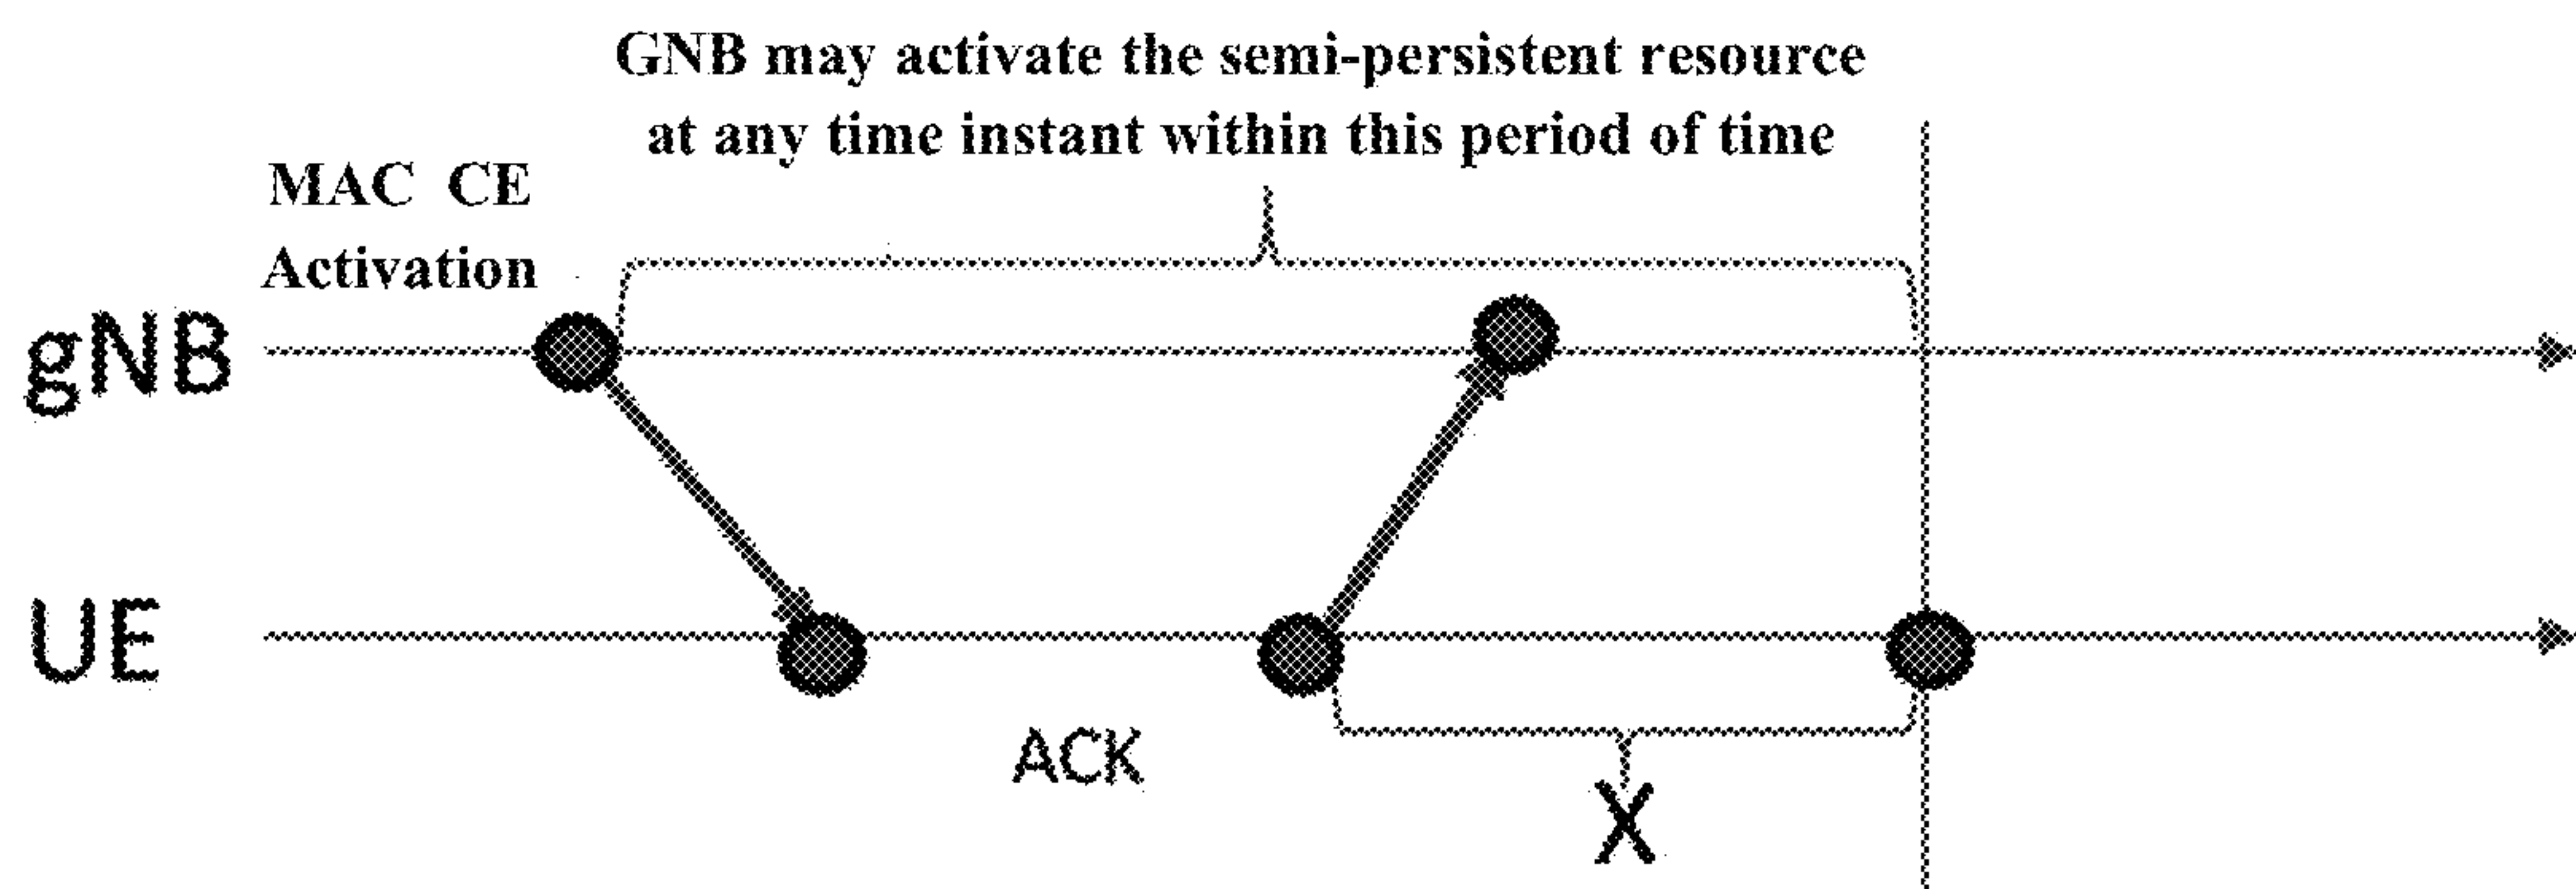 GNB may activate the semi-persistent resource
at any time instant within this period of time
MAC CE
Activation
gNB
UE
ACK
X